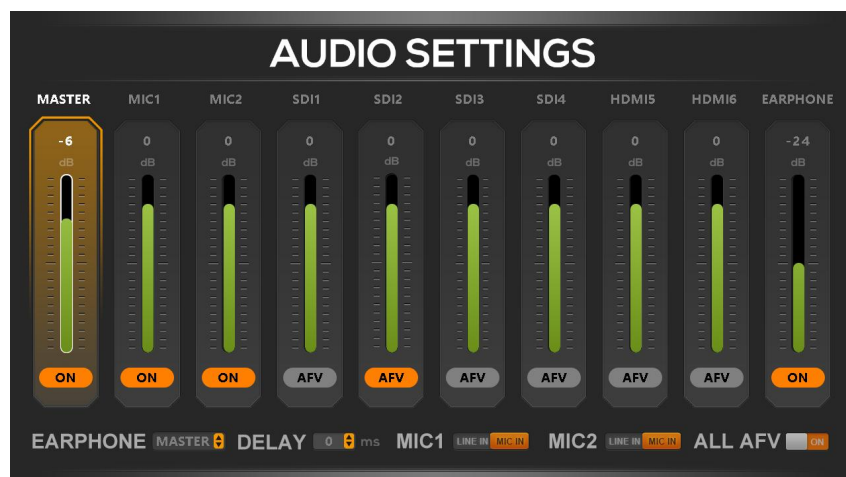 AUDIO SETTINGS
MASTER MIC1 MIC2 SDI1 SDI2 SDI3 SDI4 HDMI5 HDMI6 EARPHONE
-6 0 0 0 0 0 0 0 0 -24
dB dB dB dB dB dB dB dB dB dB
ON ON ON AFV AFV AFV AFV AFV AFV ON
EARPHONE MASTER DELAY 0 ms MIC1 LINE IN MIC IN MIC2 LINE IN MIC IN ALL AFV ON